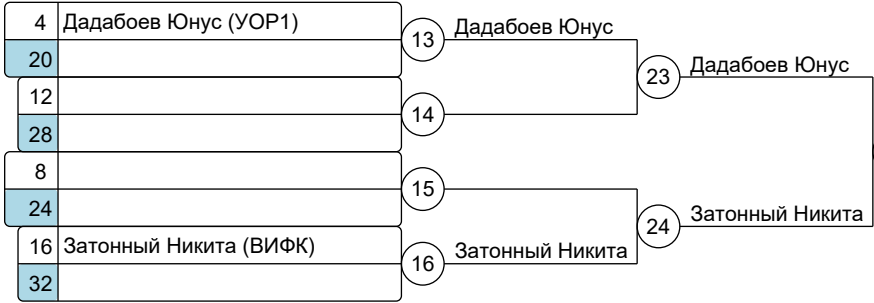 4 Дадабоев Юнус (УОР1)
20
13 Дадабоев Юнус
12
28
14
23 Дадабоев Юнус
8
24
15
16 Затонный Никита (ВИФК)
32
16 Затонный Никита
24 Затонный Никита